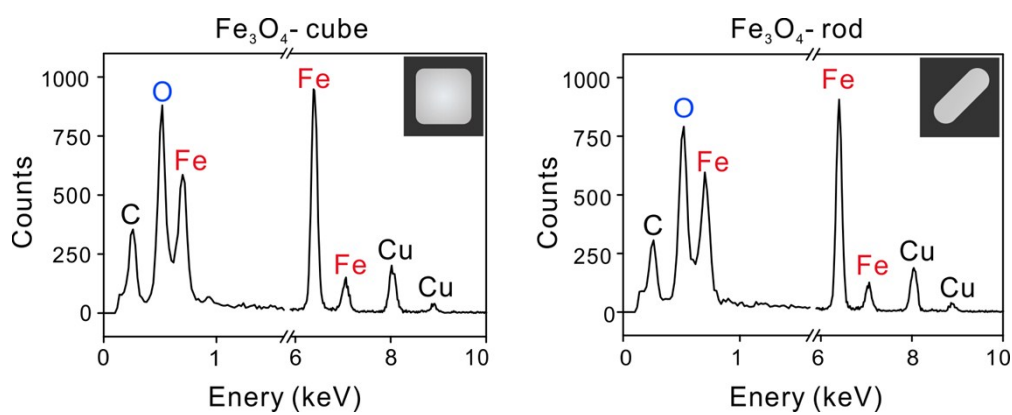 Fe₃O₄- cube
Counts
1000
750
500
250
0
C
O
Fe
Fe
Fe
Cu
Cu
0 1 6 8 10
Enery (keV)
Fe₃O₄- rod
Counts
1000
750
500
250
0
C
O
Fe
Fe
Fe
Cu
Cu
0 1 6 8 10
Enery (keV)